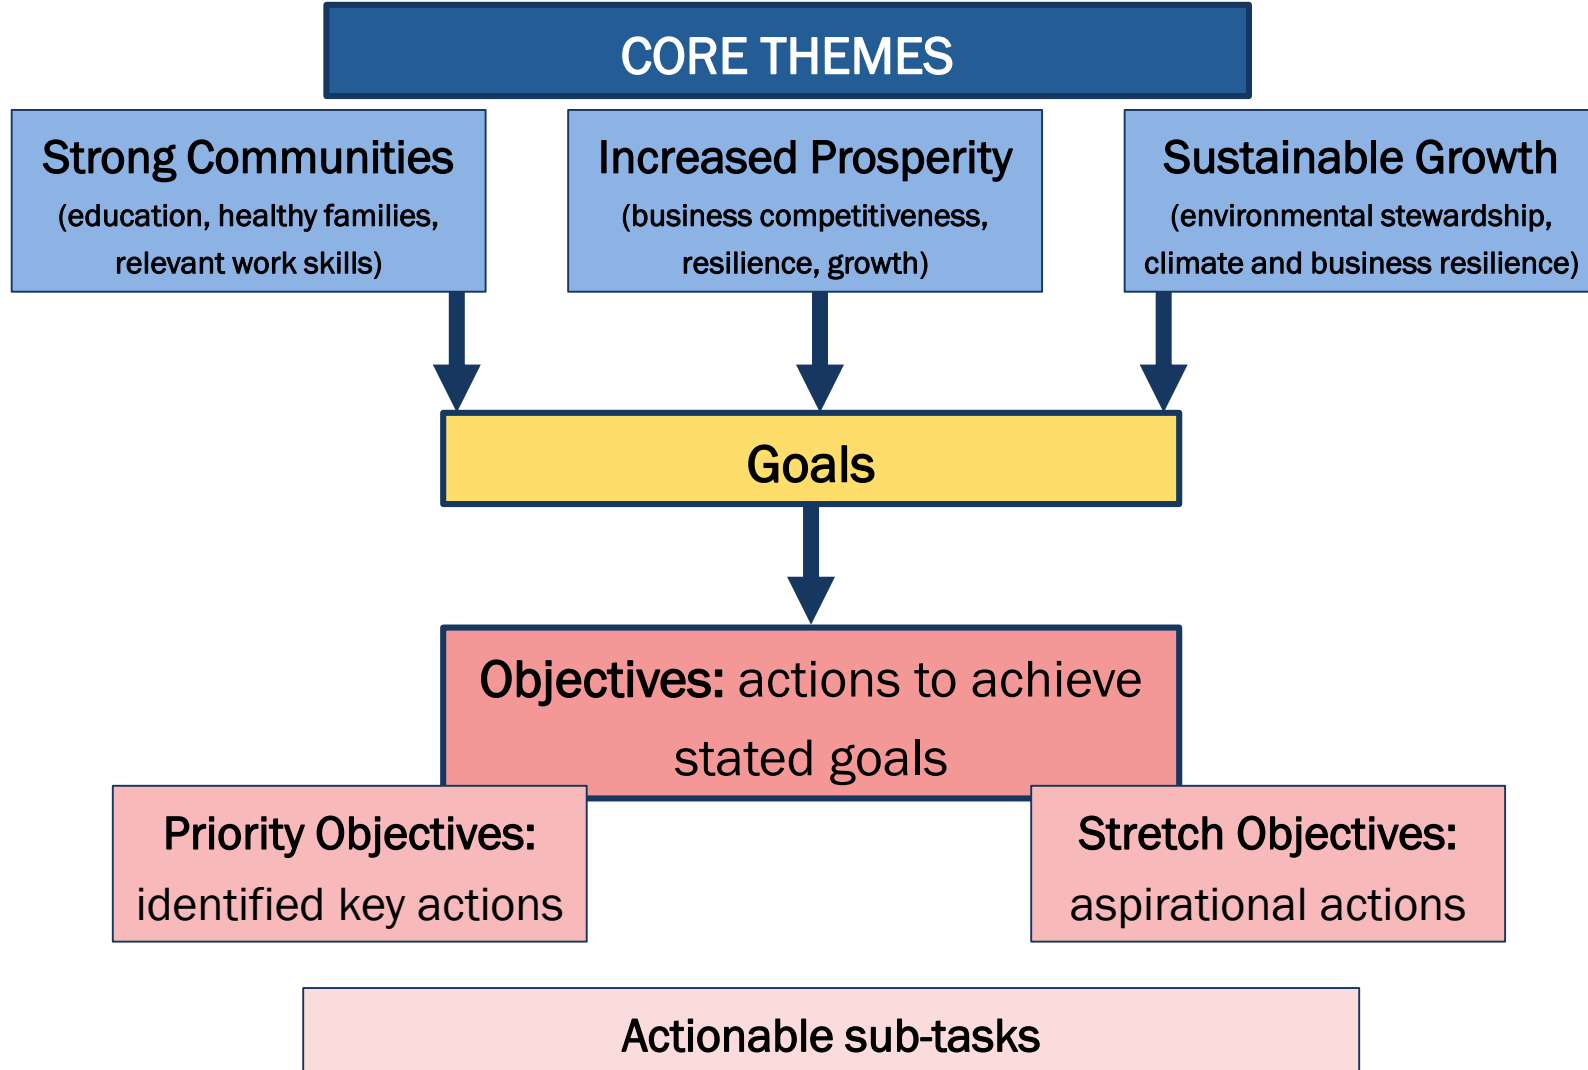 CORE THEMES
Strong Communities
(education, healthy families,
relevant work skills)
Increased Prosperity
(business competitiveness,
resilience, growth)
Sustainable Growth
(environmental stewardship,
climate and business resilience)
Goals
Objectives: actions to achieve
stated goals
Priority Objectives:
identified key actions
Stretch Objectives:
aspirational actions
Actionable sub-tasks